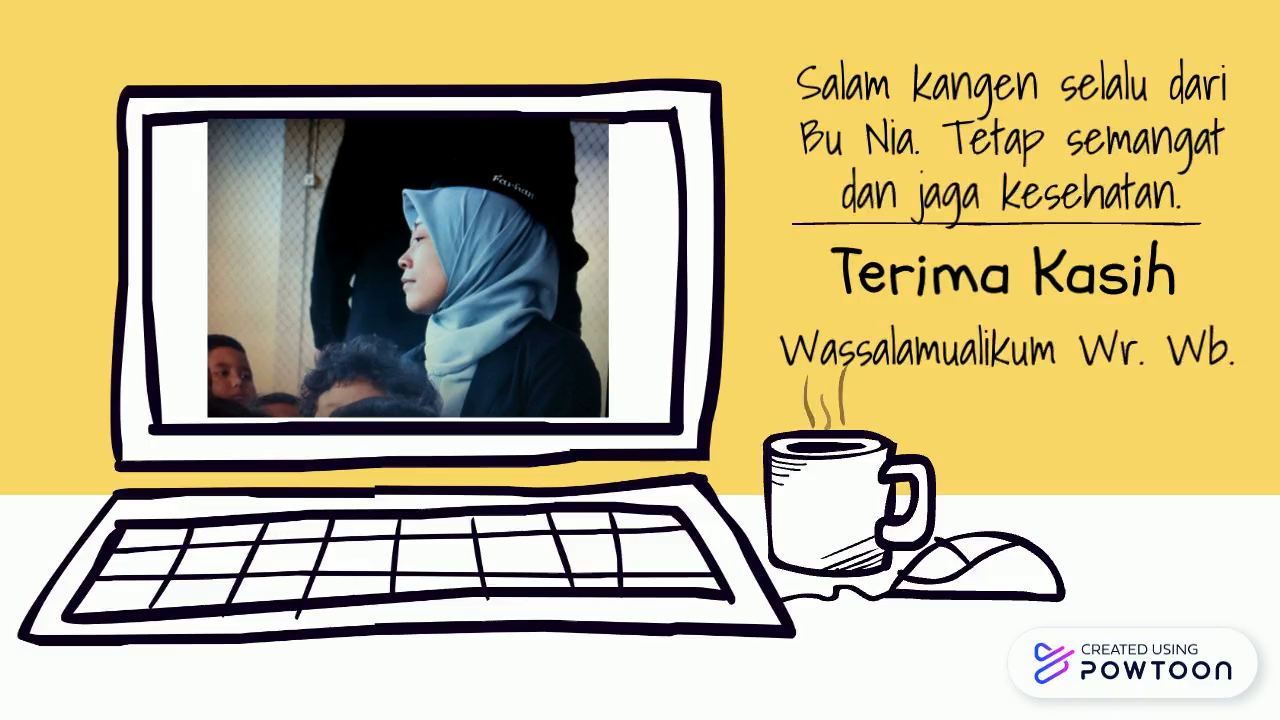 Salam kangen selalu dari
Bu Nia. Tetap semangat
dan jaga kesehatan.
Terima Kasih
Wassalamualikum Wr. Wb.
Farhan
CREATED USING
POWTOON